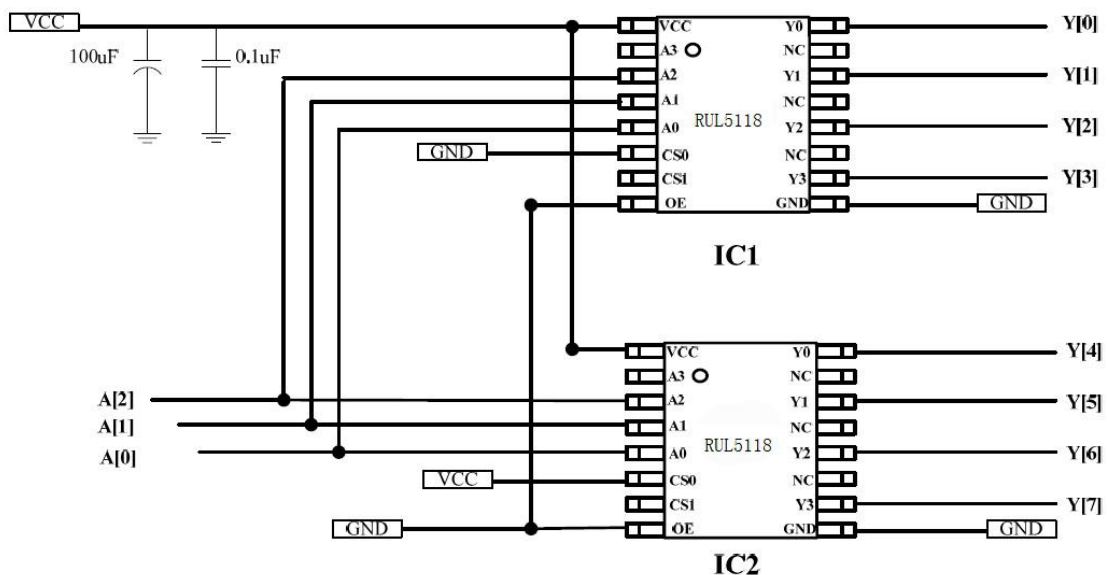 VCC
100uF
0.1uF
VCC Y0 Y[0]
A3 NC
A2 Y1 Y[1]
A1 NC
A0 RUL5118 Y2 Y[2]
GND CS0 NC
CS1 Y3 Y[3]
OE GND GND
IC1
VCC Y0 Y[4]
A3 NC
A[2] A2 Y1 Y[5]
A[1] A1 NC
A[0] A0 RUL5118 Y2 Y[6]
VCC CS0 NC
CS1 Y3 Y[7]
GND OE GND GND
IC2